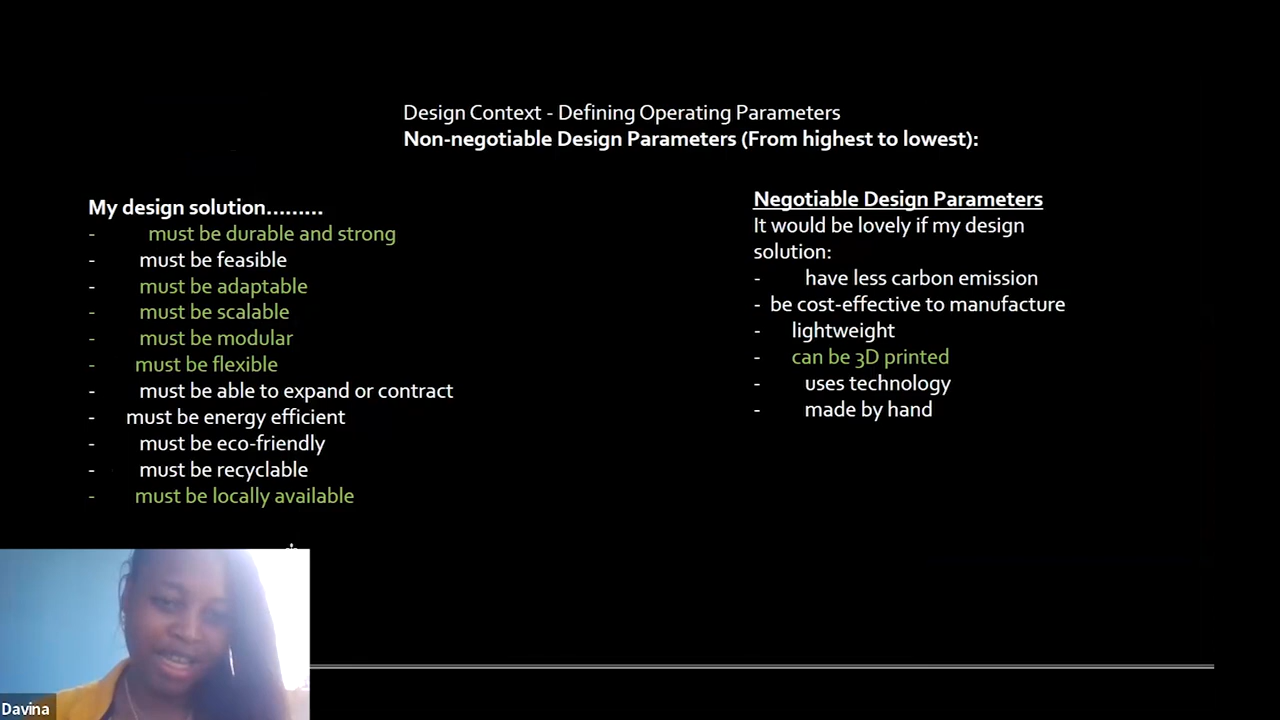 Design Context - Defining Operating Parameters
Non-negotiable Design Parameters (From highest to lowest):
My design solution.........
- must be durable and strong
- must be feasible
- must be adaptable
- must be scalable
- must be modular
- must be flexible
- must be able to expand or contract
- must be energy efficient
- must be eco-friendly
- must be recyclable
- must be locally available
Negotiable Design Parameters
It would be lovely if my design
solution:
- have less carbon emission
- be cost-effective to manufacture
- lightweight
- can be 3D printed
- uses technology
- made by hand
Davina